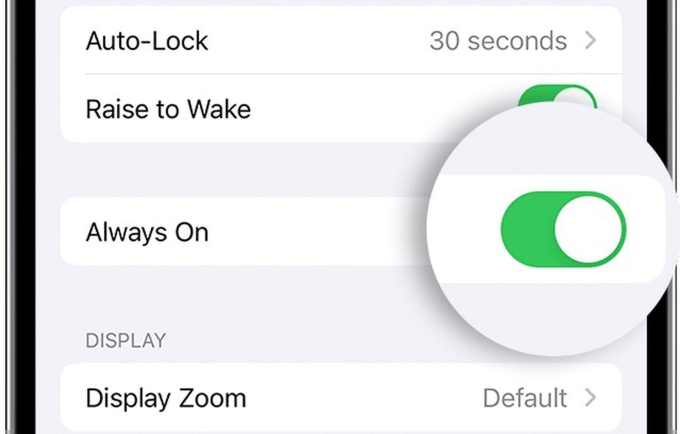 Auto-Lock 30 seconds
Raise to Wake
Always On
DISPLAY
Display Zoom Default